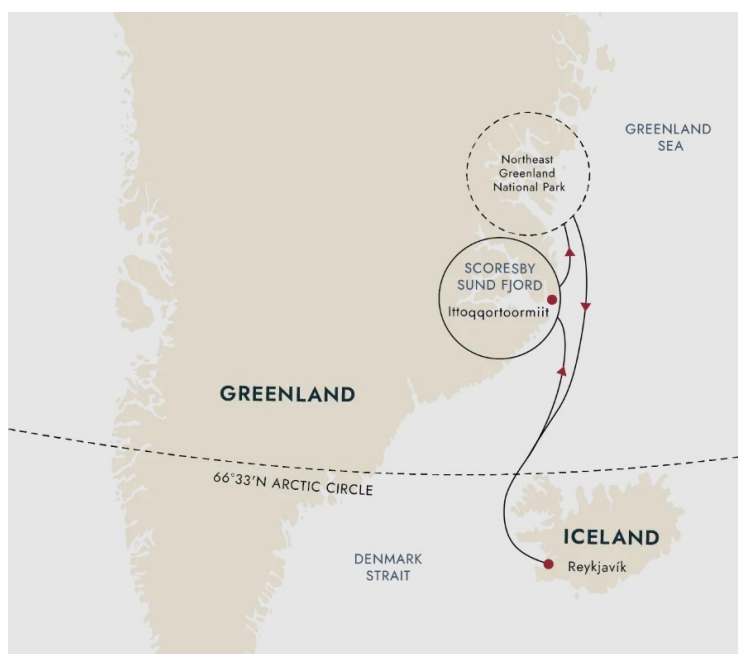 GREENLAND
SEA
Northeast
Greenland
National Park
SCORESBY
SUND FJORD
Ittoqqortoormiit
GREENLAND
66°33'N ARCTIC CIRCLE
ICELAND
DENMARK
STRAIT
Reykjavík